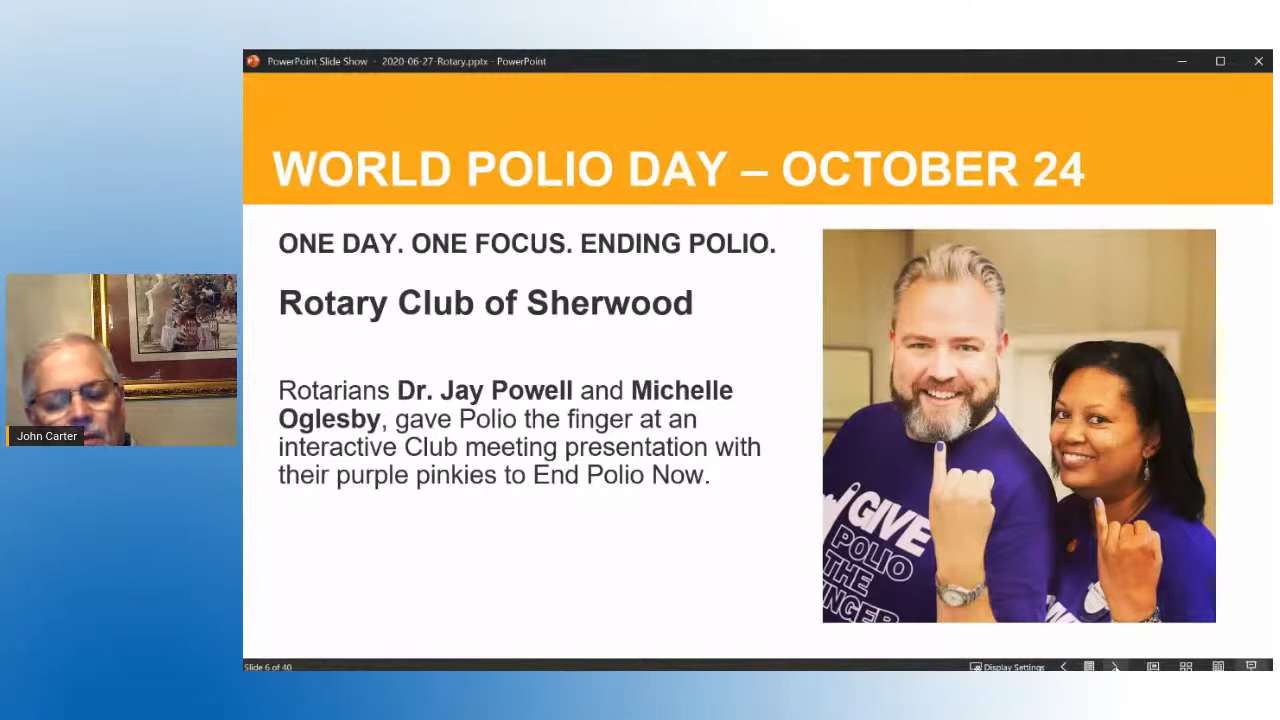 PowerPoint Slide Show - 2020-06-27-Rotary.pptx - PowerPoint
WORLD POLIO DAY – OCTOBER 24
ONE DAY. ONE FOCUS. ENDING POLIO.
Rotary Club of Sherwood
Rotarians Dr. Jay Powell and Michelle
Oglesby, gave Polio the finger at an
interactive Club meeting presentation with
their purple pinkies to End Polio Now.
I GIVE
POLIO
THE
INGER
John Carter
Slide 6 of 40
Display Settings